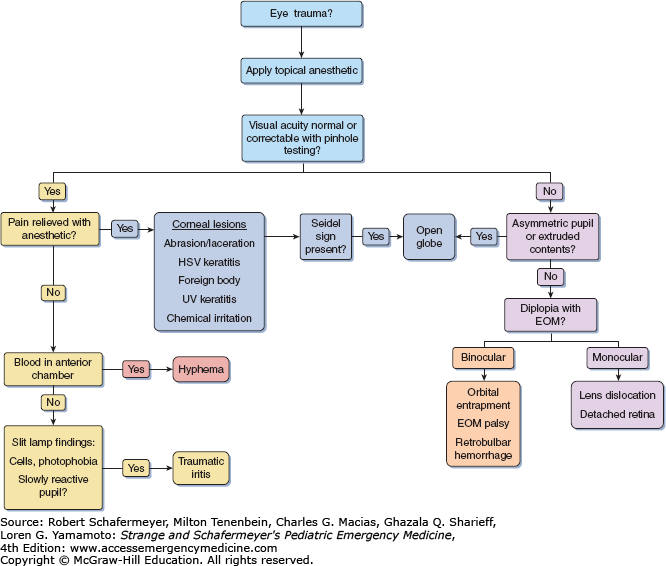 Eye trauma?
Apply topical anesthetic
Visual acuity normal or
correctable with pinhole
testing?
Yes
No
Pain relieved with
anesthetic?
Yes
Corneal lesions
Abrasion/laceration
HSV keratitis
Foreign body
UV keratitis
Chemical irritation
Seidel
sign
present?
Yes
Open
globe
Yes
Asymmetric pupil
or extruded
contents?
No
No
Diplopia with
EOM?
Blood in anterior
chamber
Yes
Hyphema
Binocular
Monocular
Orbital
entrapment
EOM palsy
Retrobulbar
hemorrhage
Lens dislocation
Detached retina
No
Slit lamp findings:
Cells, photophobia
Slowly reactive
pupil?
Yes
Traumatic
iritis
Source: Robert Schafermeyer, Milton Tenenbein, Charles G. Macias, Ghazala Q. Sharieff,
Loren G. Yamamoto: Strange and Schafermeyer's Pediatric Emergency Medicine,
4th Edition: www.accessemergencymedicine.com
Copyright © McGraw-Hill Education. All rights reserved.